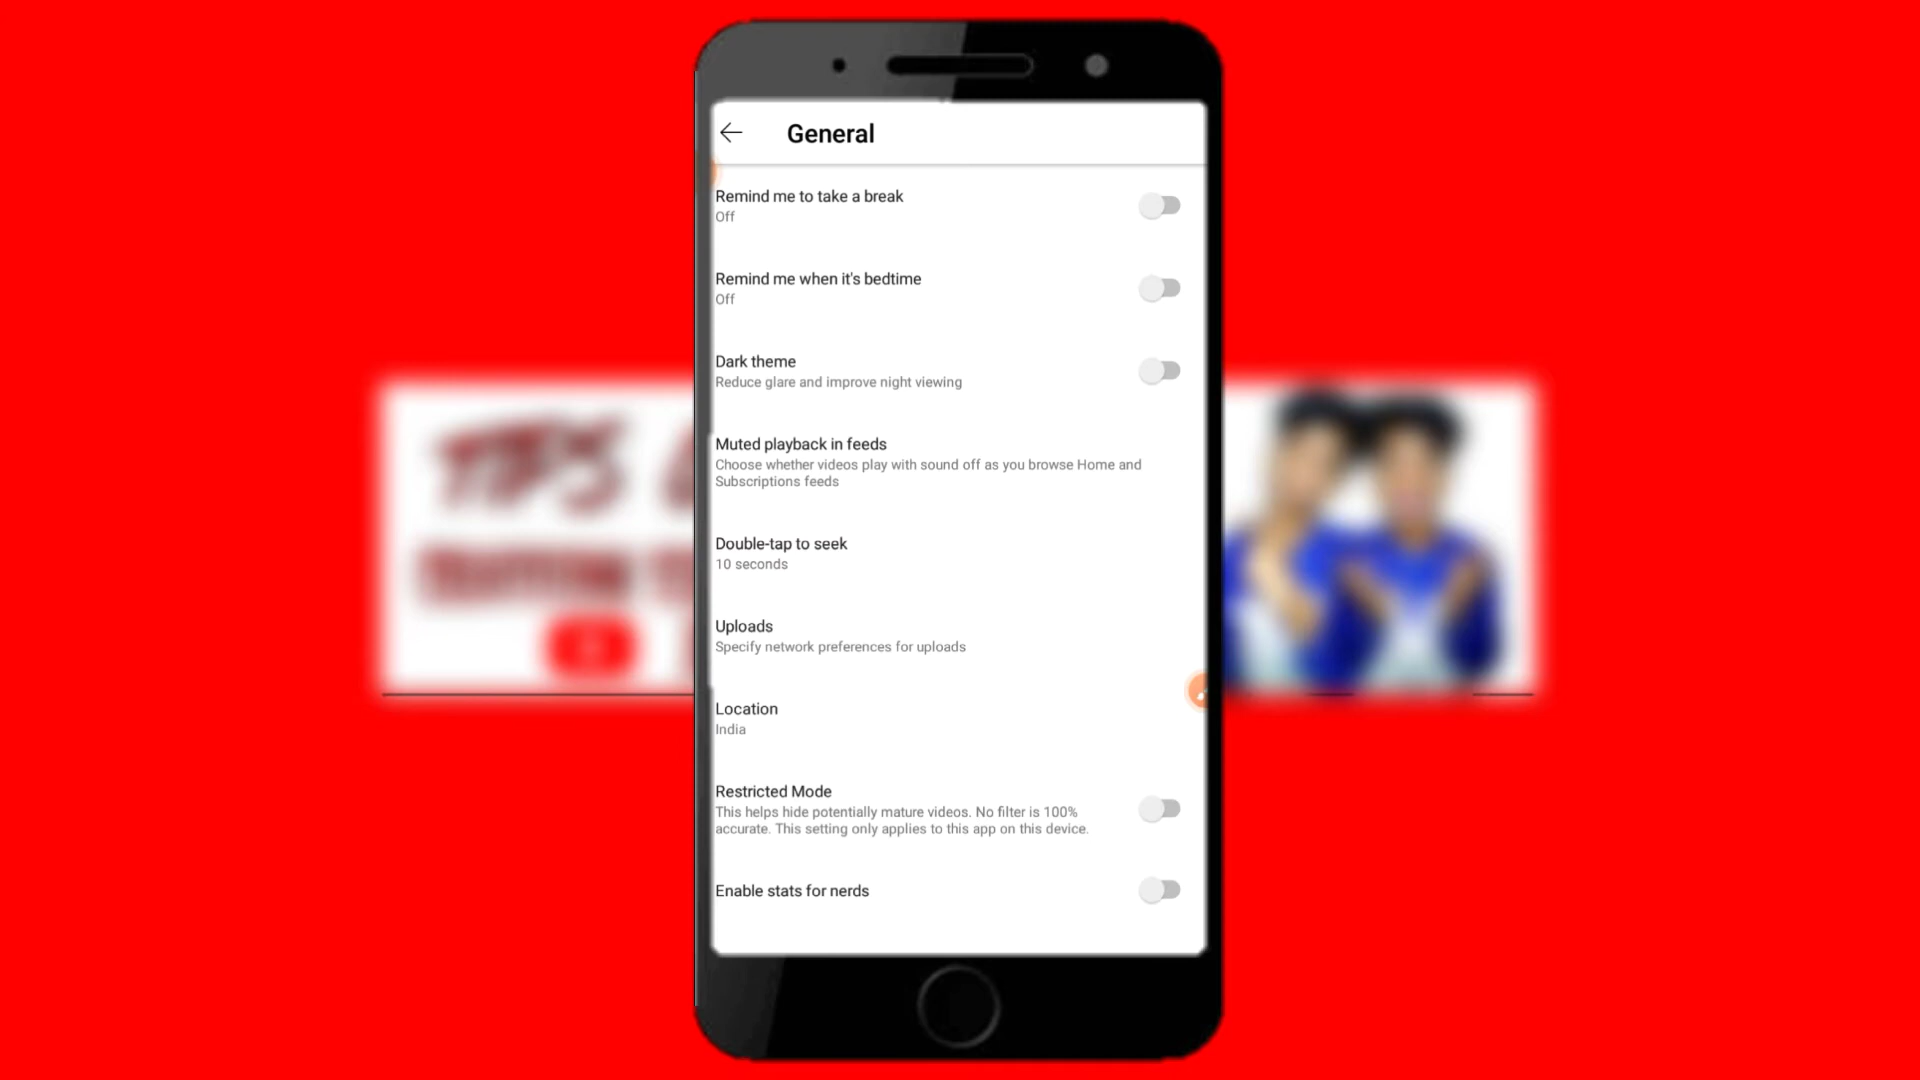 General
Remind me to take a break
Off
Remind me when it's bedtime
Off
Dark theme
Reduce glare and improve night viewing
Muted playback in feeds
Choose whether videos play with sound off as you browse Home and
Subscriptions feeds
Double-tap to seek
10 seconds
Uploads
Specify network preferences for uploads
Location
India
Restricted Mode
This helps hide potentially mature videos. No filter is 100%
accurate. This setting only applies to this app on this device.
Enable stats for nerds
TIPS